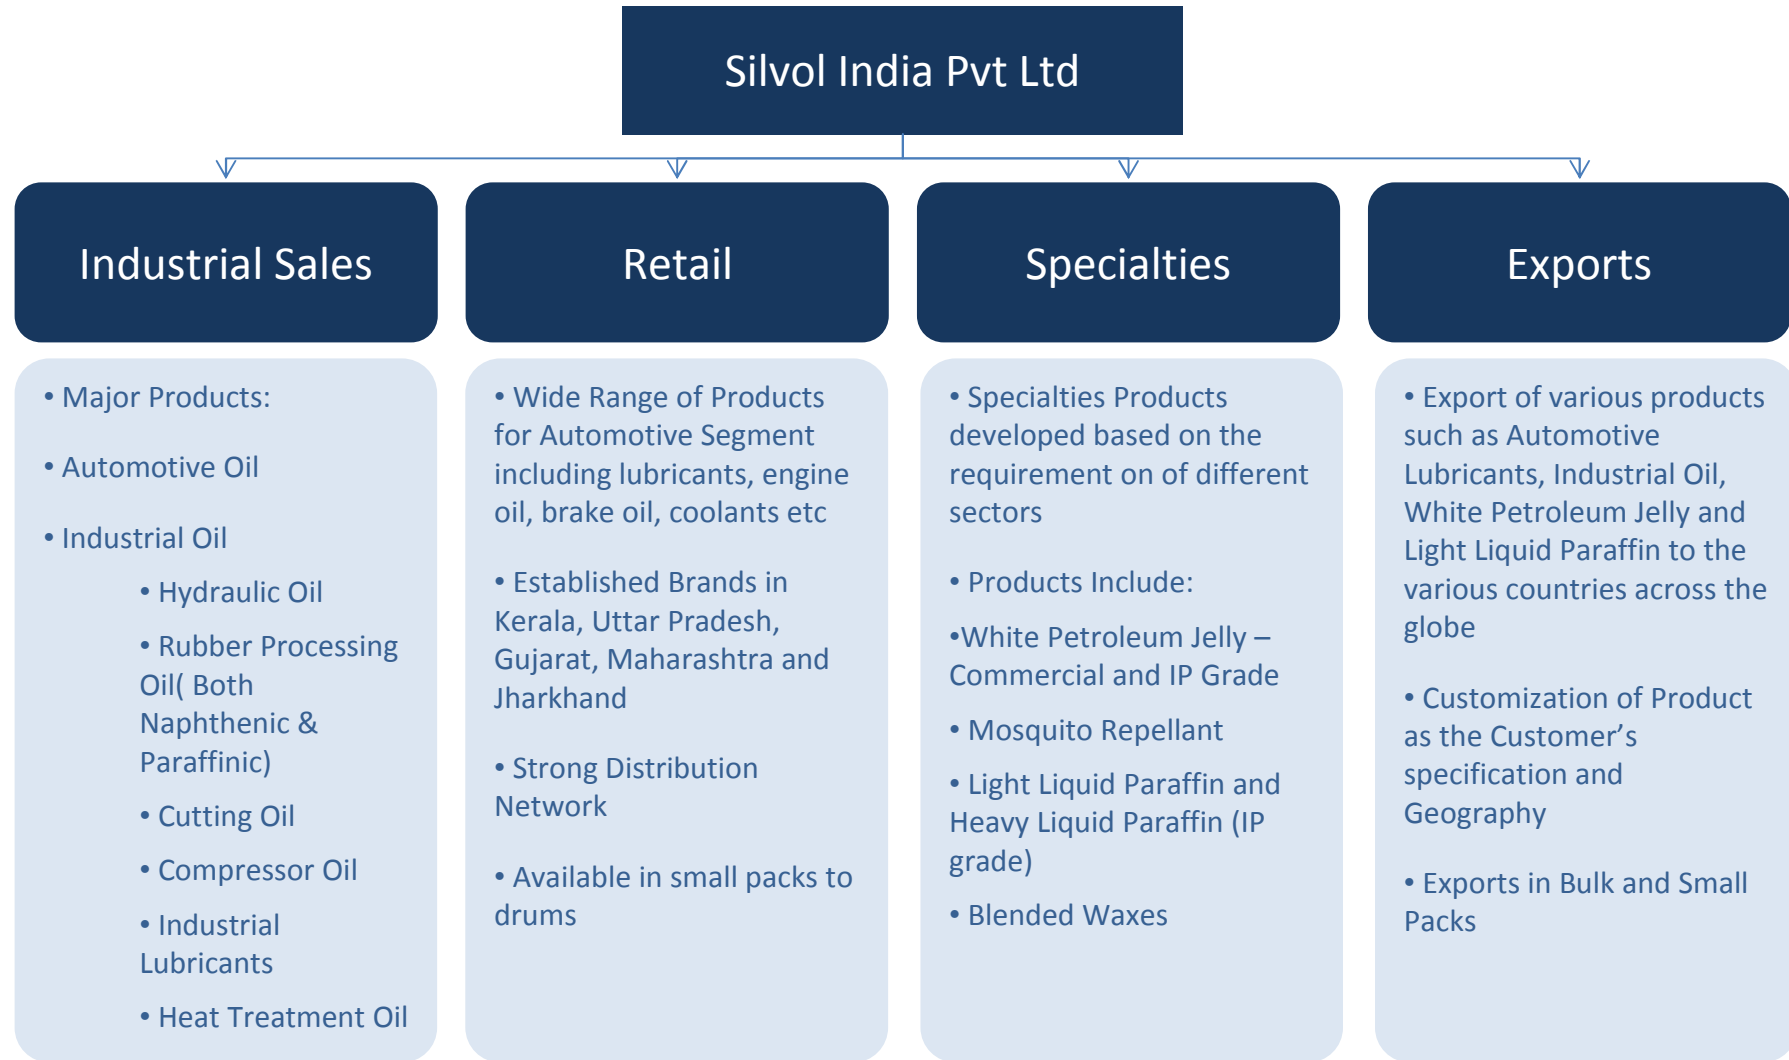 Silvol India Pvt Ltd
Industrial Sales
Retail
Specialties
Exports
• Major Products:
• Automotive Oil
• Industrial Oil
• Hydraulic Oil
• Rubber Processing
Oil( Both
Naphthenic &
Paraffinic)
• Cutting Oil
• Compressor Oil
• Industrial
Lubricants
• Heat Treatment Oil
• Wide Range of Products
for Automotive Segment
including lubricants, engine
oil, brake oil, coolants etc
• Established Brands in
Kerala, Uttar Pradesh,
Gujarat, Maharashtra and
Jharkhand
• Strong Distribution
Network
• Available in small packs to
drums
• Specialties Products
developed based on the
requirement on of different
sectors
• Products Include:
•White Petroleum Jelly –
Commercial and IP Grade
• Mosquito Repellant
• Light Liquid Paraffin and
Heavy Liquid Paraffin (IP
grade)
• Blended Waxes
• Export of various products
such as Automotive
Lubricants, Industrial Oil,
White Petroleum Jelly and
Light Liquid Paraffin to the
various countries across the
globe
• Customization of Product
as the Customer’s
specification and
Geography
• Exports in Bulk and Small
Packs